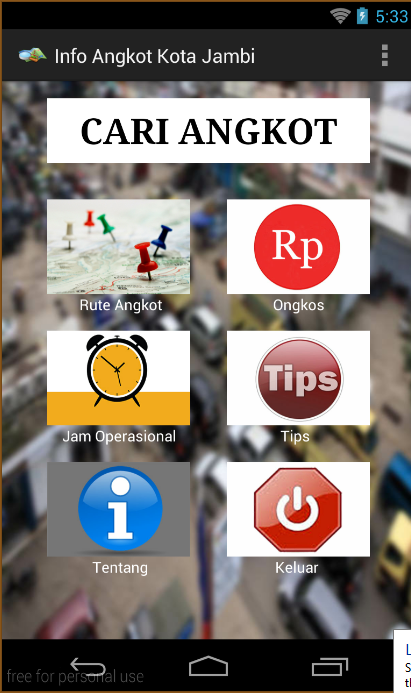 5:33
Info Angkot Kota Jambi
CARI ANGKOT
Rp
Rute Angkot
Ongkos
Tips
Jam Operasional
Tips
i
Tentang
Keluar
free for personal use